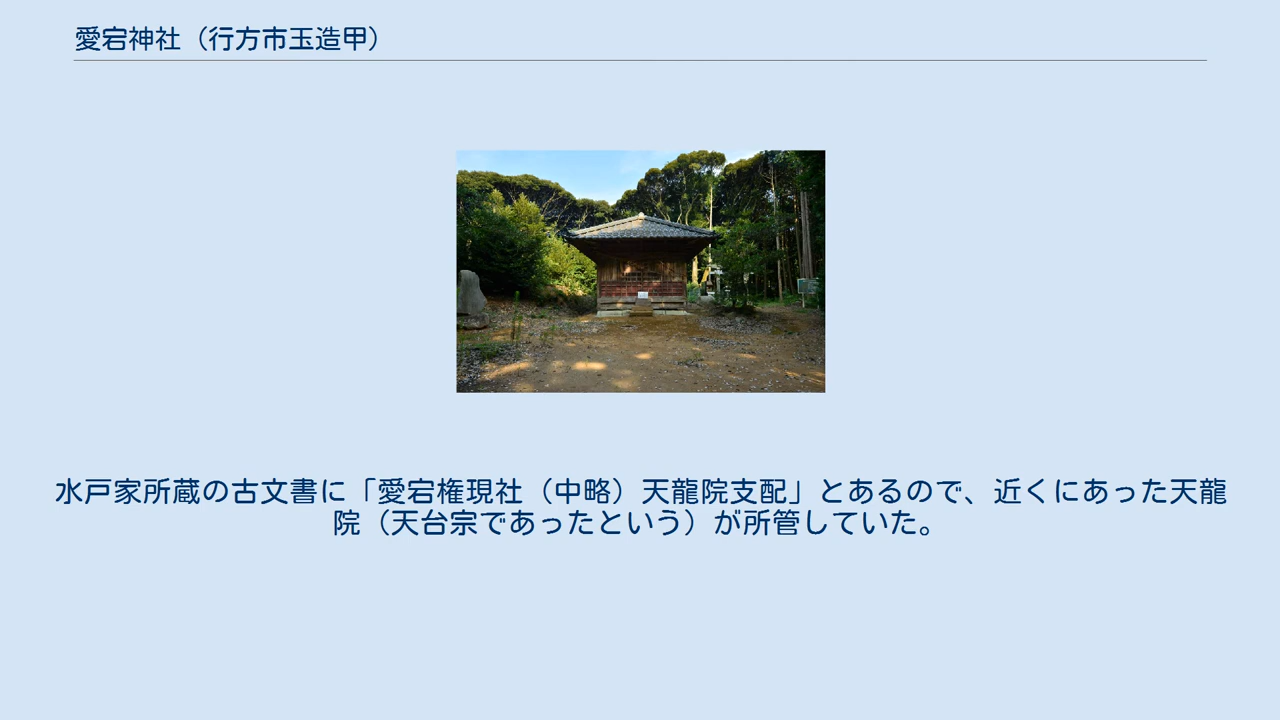 愛宕神社（行方市玉造甲）
水戸家所蔵の古文書に「愛宕権現社（中略）天龍院支配」とあるので、近くにあった天龍
院（天台宗であったという）が所管していた。